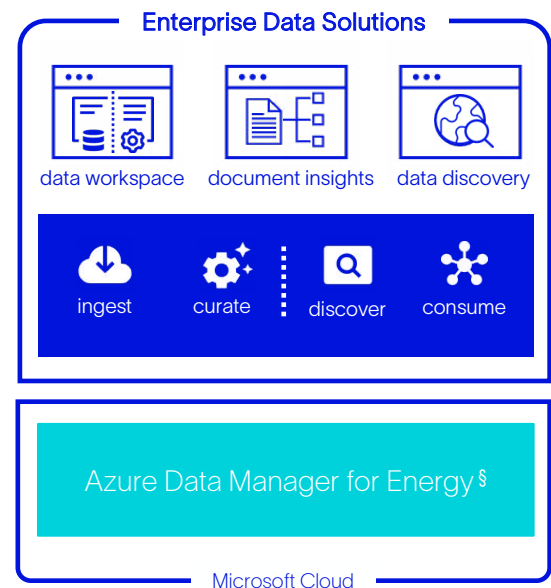 Enterprise Data Solutions
data workspace document insights data discovery
ingest curate discover consume
Azure Data Manager for Energy §
Microsoft Cloud